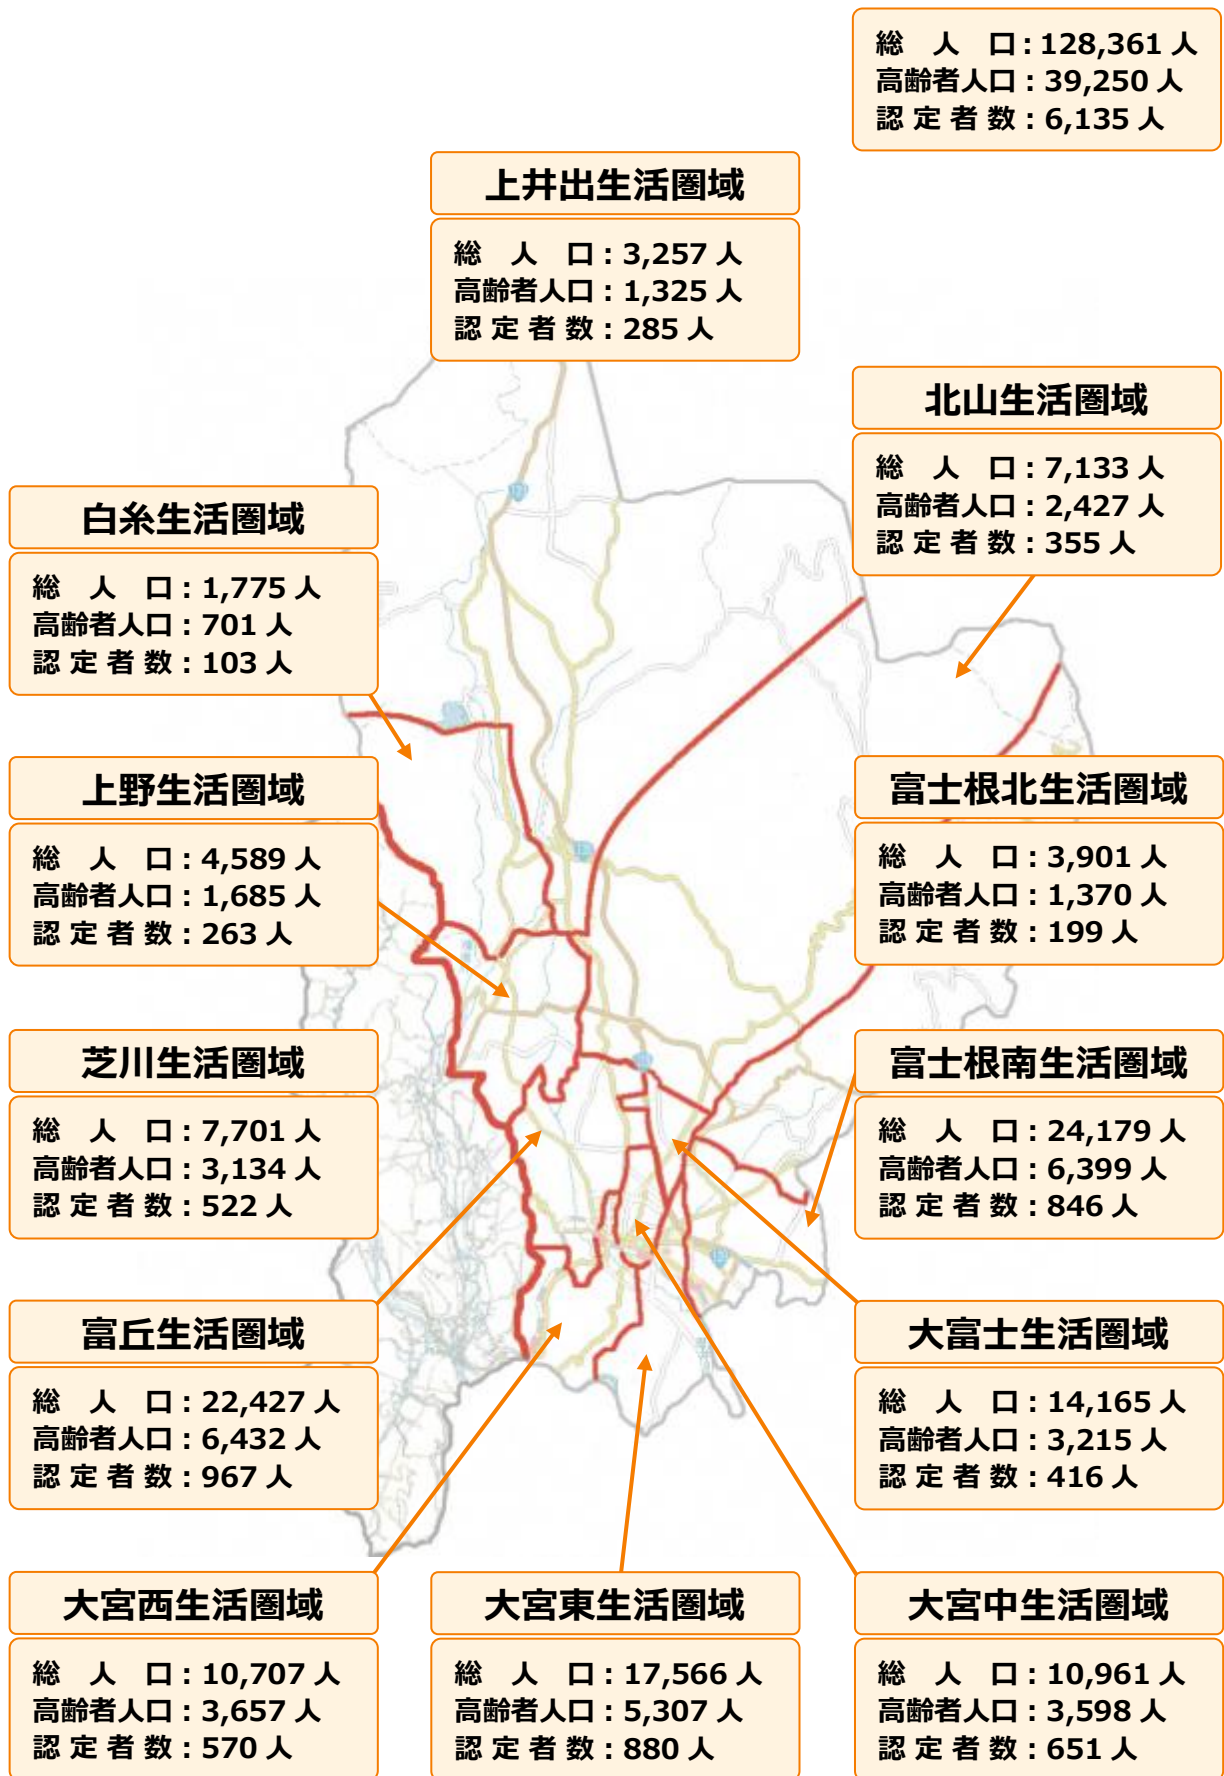 総 人 口：128,361 人
高齢者人口：39,250 人
認 定 者 数：6,135 人
上井出生活圏域
総 人 口：3,257 人
高齢者人口：1,325 人
認 定 者 数：285 人
北山生活圏域
総 人 口：7,133 人
高齢者人口：2,427 人
認 定 者 数：355 人
白糸生活圏域
総 人 口：1,775 人
高齢者人口：701 人
認 定 者 数：103 人
上野生活圏域
総 人 口：4,589 人
高齢者人口：1,685 人
認 定 者 数：263 人
富士根北生活圏域
総 人 口：3,901 人
高齢者人口：1,370 人
認 定 者 数：199 人
芝川生活圏域
総 人 口：7,701 人
高齢者人口：3,134 人
認 定 者 数：522 人
富士根南生活圏域
総 人 口：24,179 人
高齢者人口：6,399 人
認 定 者 数：846 人
富丘生活圏域
総 人 口：22,427 人
高齢者人口：6,432 人
認 定 者 数：967 人
大富士生活圏域
総 人 口：14,165 人
高齢者人口：3,215 人
認 定 者 数：416 人
大宮西生活圏域
総 人 口：10,707 人
高齢者人口：3,657 人
認 定 者 数：570 人
大宮東生活圏域
総 人 口：17,566 人
高齢者人口：5,307 人
認 定 者 数：880 人
大宮中生活圏域
総 人 口：10,961 人
高齢者人口：3,598 人
認 定 者 数：651 人